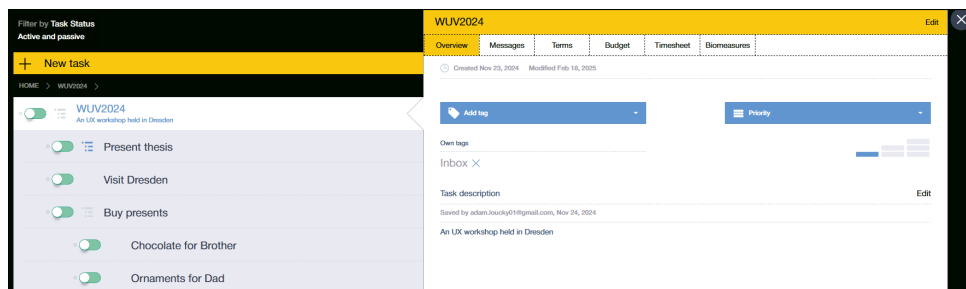 Filter by Task Status
Active and passive
+ New task
HOME > WUV2024 >
WUV2024
An UX workshop held in Dresden
Present thesis
Visit Dresden
Buy presents
Chocolate for Brother
Ornaments for Dad
WUV2024 Edit
Overview Messages Terms Budget Timesheet Biomeasures
Created Nov 23, 2024 Modified Feb 18, 2025
Add tag Priority
Own tags
Inbox ×
Task description Edit
Saved by adam.loucky01@gmail.com, Nov 24, 2024
An UX workshop held in Dresden